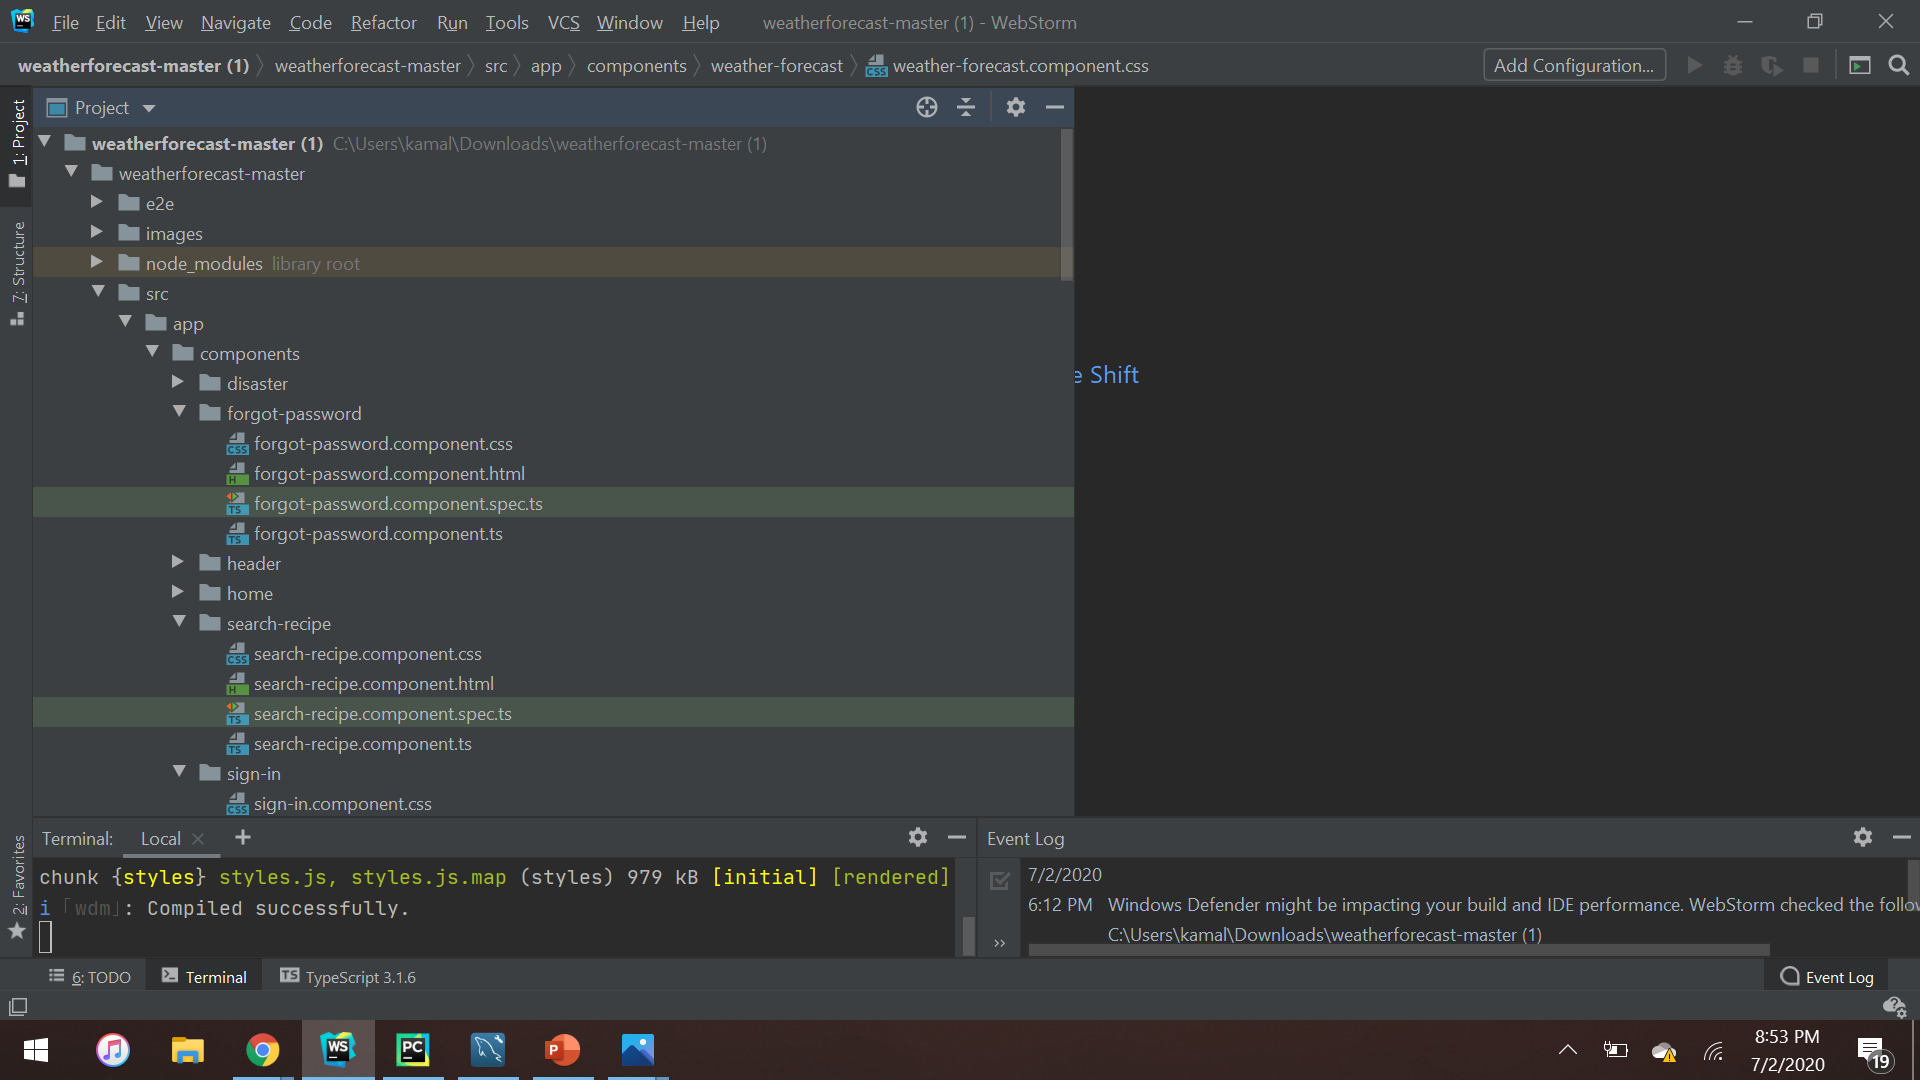 File Edit View Navigate Code Refactor Run Tools VCS Window Help weatherforecast-master (1) - WebStorm
weatherforecast-master (1) weatherforecast-master src app components weather-forecast weather-forecast.component.css Add Configuration...
Project
1: Project
7: Structure
2: Favorites
weatherforecast-master (1) C:\Users\kamal\Downloads\weatherforecast-master (1)
weatherforecast-master
e2e
images
node_modules library root
src
app
components
disaster
forgot-password
forgot-password.component.css
forgot-password.component.html
forgot-password.component.spec.ts
forgot-password.component.ts
header
home
search-recipe
search-recipe.component.css
search-recipe.component.html
search-recipe.component.spec.ts
search-recipe.component.ts
sign-in
sign-in.component.css
e Shift
Terminal: Local
chunk {styles} styles.js, styles.js.map (styles) 979 kB [initial] [rendered]
i ｢wdm｣: Compiled successfully.
Event Log
7/2/2020
6:12 PM Windows Defender might be impacting your build and IDE performance. WebStorm checked the follow
C:\Users\kamal\Downloads\weatherforecast-master (1)
6: TODO Terminal TypeScript 3.1.6 Event Log
8:53 PM
7/2/2020
19